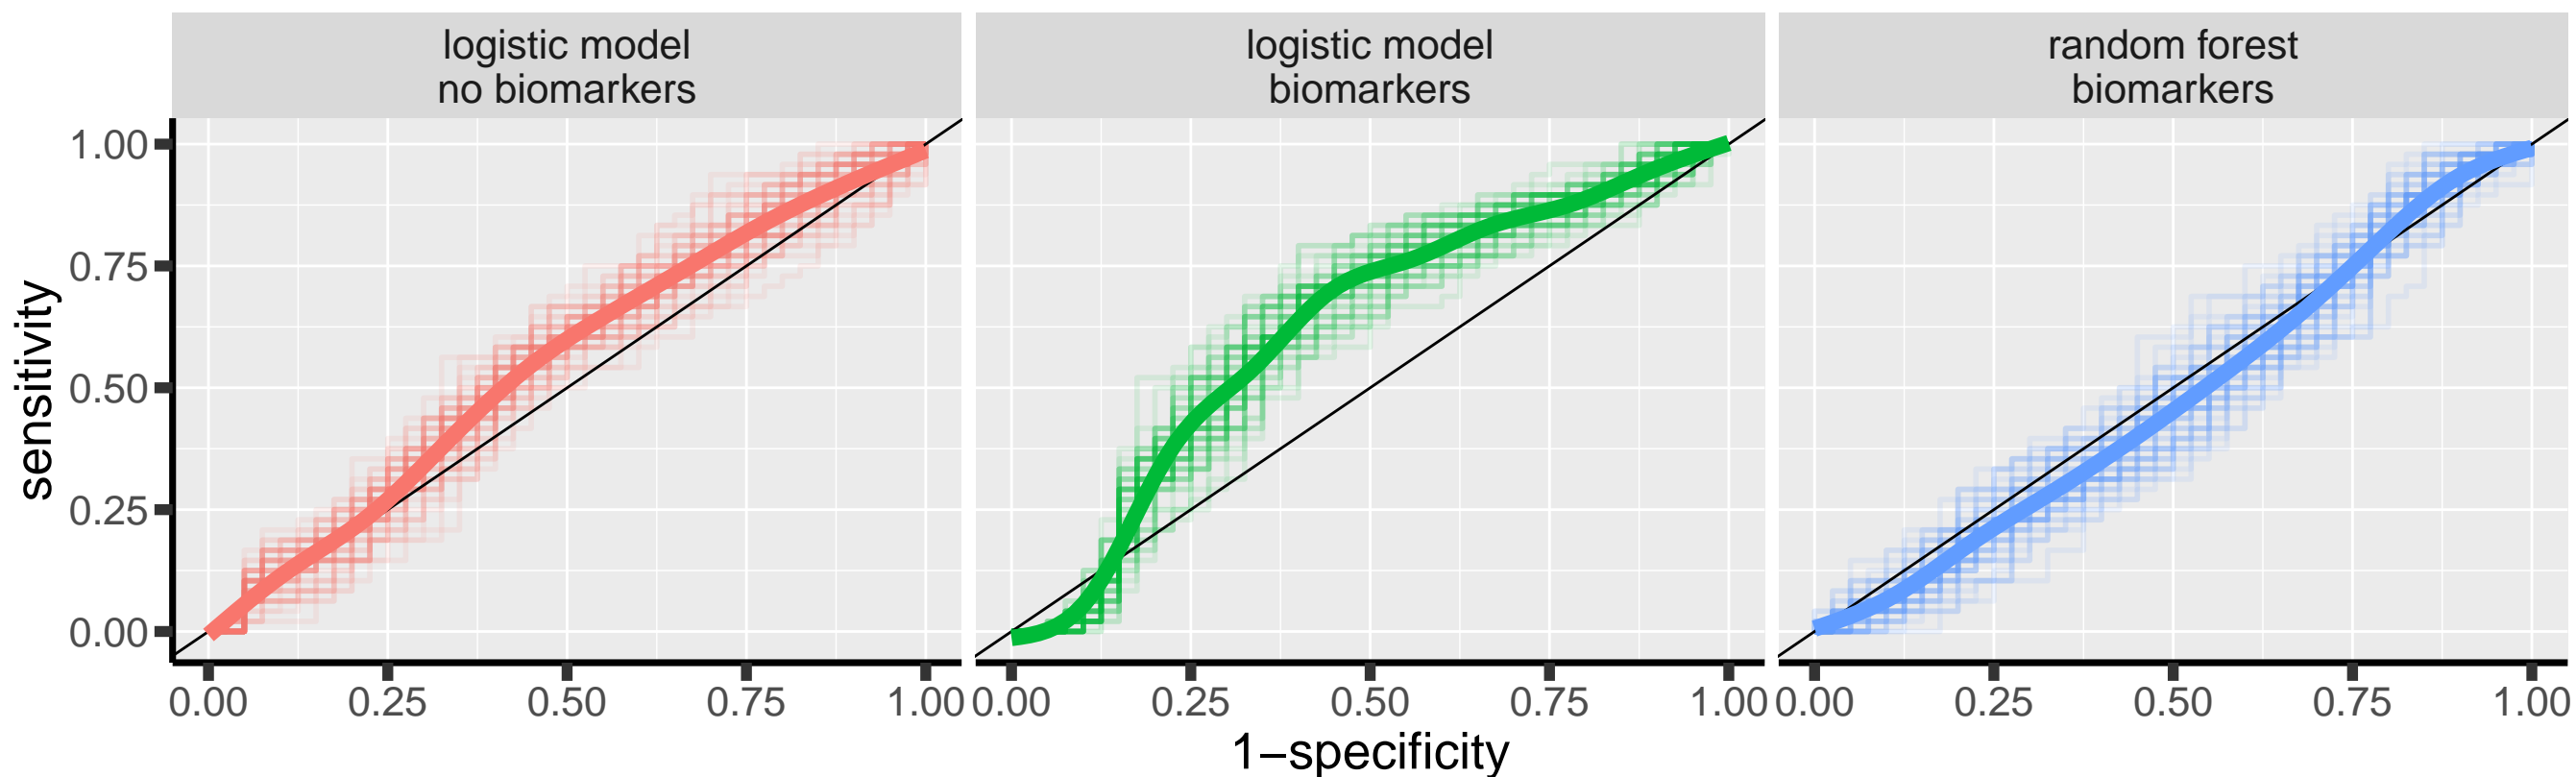 logistic model
no biomarkers
logistic model
biomarkers
random forest
biomarkers
sensitivity
1.00
0.75
0.50
0.25
0.00
0.00 0.25 0.50 0.75 1.00 0.00 0.25 0.50 0.75 1.00 0.00 0.25 0.50 0.75 1.00
1−specificity